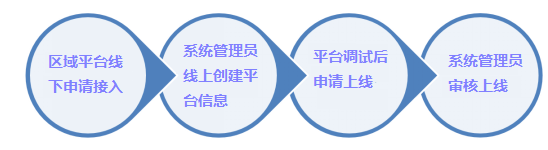 区域平台线
下申请接入
系统管理员
线上创建平
台信息
平台调试后
申请上线
系统管理员
审核上线